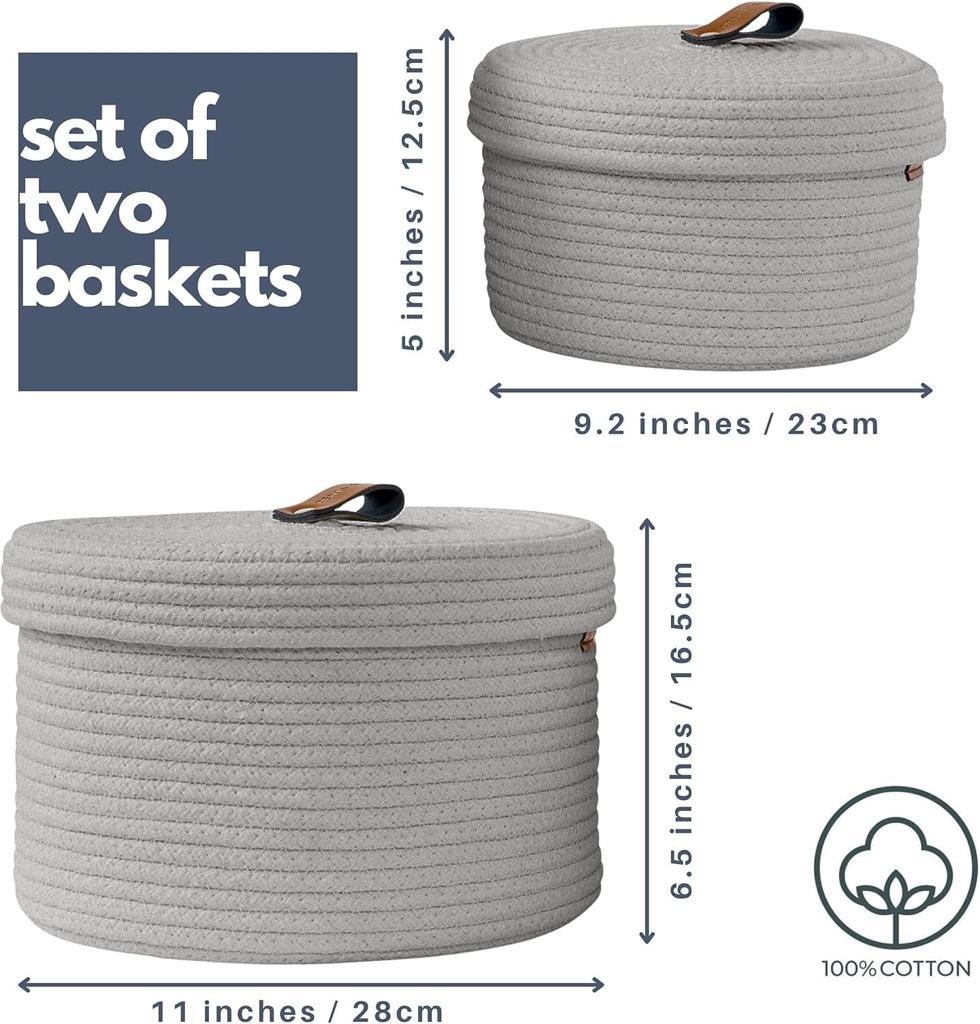 set of
two
baskets
5 inches / 12.5cm
9.2 inches / 23cm
6.5 inches / 16.5cm
11 inches / 28cm
100% COTTON